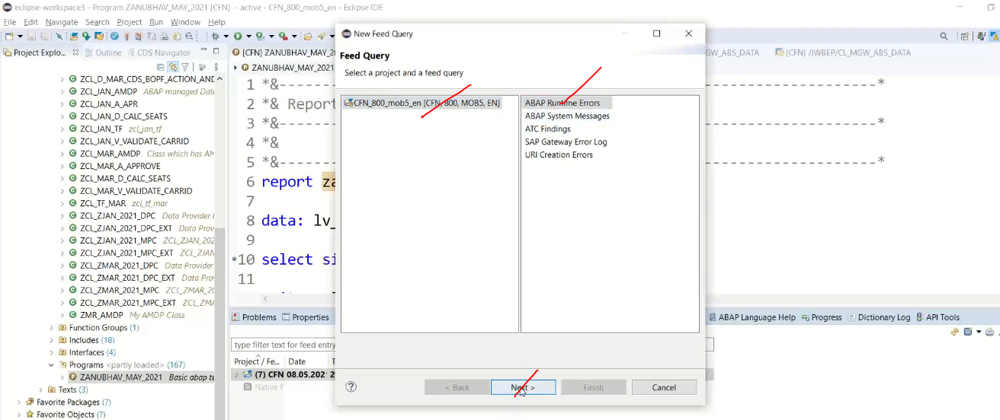 eclipse-workspace3 - Program ZANUBHAV_MAY_2021 [CFN] - active - CFN_800_mob5_en - Eclipse IDE
File Edit Navigate Search Project Run Window Help
Project Explo... Outline CDS Navigator
ZCL_D_MAR_CDS_BOPF_ACTION_AND
ZCL_JAN_AMDP ABAP managed Data
ZCL_JAN_A_APR
ZCL_JAN_D_CALC_SEATS
ZCL_JAN_TF zcl_jan_tf
ZCL_JAN_V_VALIDATE_CARRID
ZCL_MAR_AMDP Class which has AM
ZCL_MAR_A_APPROVE
ZCL_MAR_D_CALC_SEATS
ZCL_MAR_V_VALIDATE_CARRID
ZCL_TF_MAR zcl_tf_mar
ZCL_ZJAN_2021_DPC Data Provider
ZCL_ZJAN_2021_DPC_EXT Data Prov
ZCL_ZJAN_2021_MPC ZCL_ZJAN_202
ZCL_ZJAN_2021_MPC_EXT ZCL_ZJAN
ZCL_ZMAR_2021_DPC Data Provider
ZCL_ZMAR_2021_DPC_EXT Data Pro
ZCL_ZMAR_2021_MPC ZCL_ZMAR_2
ZCL_ZMAR_2021_MPC_EXT ZCL_ZMA
ZMR_AMDP My AMDP Class
Function Groups (1)
Includes (18)
Interfaces (4)
Programs <partly loaded> (167)
ZANUBHAV_MAY_2021 Basic abap te
Texts (3)
Favorite Packages (?)
Favorite Objects (?)
[CFN] ZANUBHAV_MAY_20
GW_ABS_DATA [CFN] /IWBEP/CL_MGW_ABS_DATA
ZANUBHAV_MAY_2021
1 *&--------------------*
2 *& Report
3 *&--------------------*
4 *&
5 *&--------------------*
6 report za
7
8 data: lv_
9
10 select si
11
Problems Properties
ABAP Language Help Progress Dictionary Log API Tools
type filter text for feed entry
Project / Fe... Date T
(7) CFN 08.05.202
Native F
New Feed Query
Feed Query
Select a project and a feed query
CFN_800_mob5_en [CFN, 800, MOB5, EN]
ABAP Runtime Errors
ABAP System Messages
ATC Findings
SAP Gateway Error Log
URI Creation Errors
? < Back Next > Finish Cancel